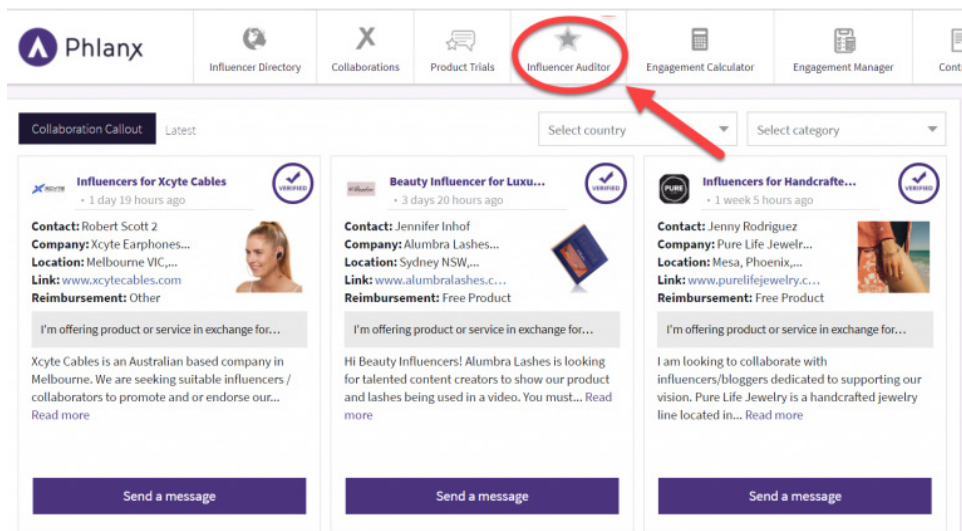 Phlanx
Influencer Directory
Collaborations
Product Trials
Influencer Auditor
Engagement Calculator
Engagement Manager
Collaboration Callout
Latest
Select country
Select category
XCYTE
Influencers for Xcyte Cables
• 1 day 19 hours ago
VERIFIED
Contact: Robert Scott 2
Company: Xcyte Earphones...
Location: Melbourne VIC,...
Link: www.xcytecables.com
Reimbursement: Other
I'm offering product or service in exchange for...
Xcyte Cables is an Australian based company in
Melbourne. We are seeking suitable influencers /
collaborators to promote and or endorse our...
Read more
Send a message
Beauty Influencer for Luxu...
• 3 days 20 hours ago
VERIFIED
Contact: Jennifer Inhof
Company: Alumbra Lashes...
Location: Sydney NSW,...
Link: www.alumbralashes.c...
Reimbursement: Free Product
I'm offering product or service in exchange for...
Hi Beauty Influencers! Alumbra Lashes is looking
for talented content creators to show our product
and lashes being used in a video. You must... Read
more
Send a message
PURE
Influencers for Handcrafte...
• 1 week 5 hours ago
VERIFIED
Contact: Jenny Rodriguez
Company: Pure Life Jewelr...
Location: Mesa, Phoenix,...
Link: www.purelifejewelry.c...
Reimbursement: Free Product
I'm offering product or service in exchange for...
I am looking to collaborate with
influencers/bloggers dedicated to supporting our
vision. Pure Life Jewelry is a handcrafted jewelry
line located in... Read more
Send a message